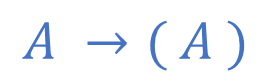 A → ( A )